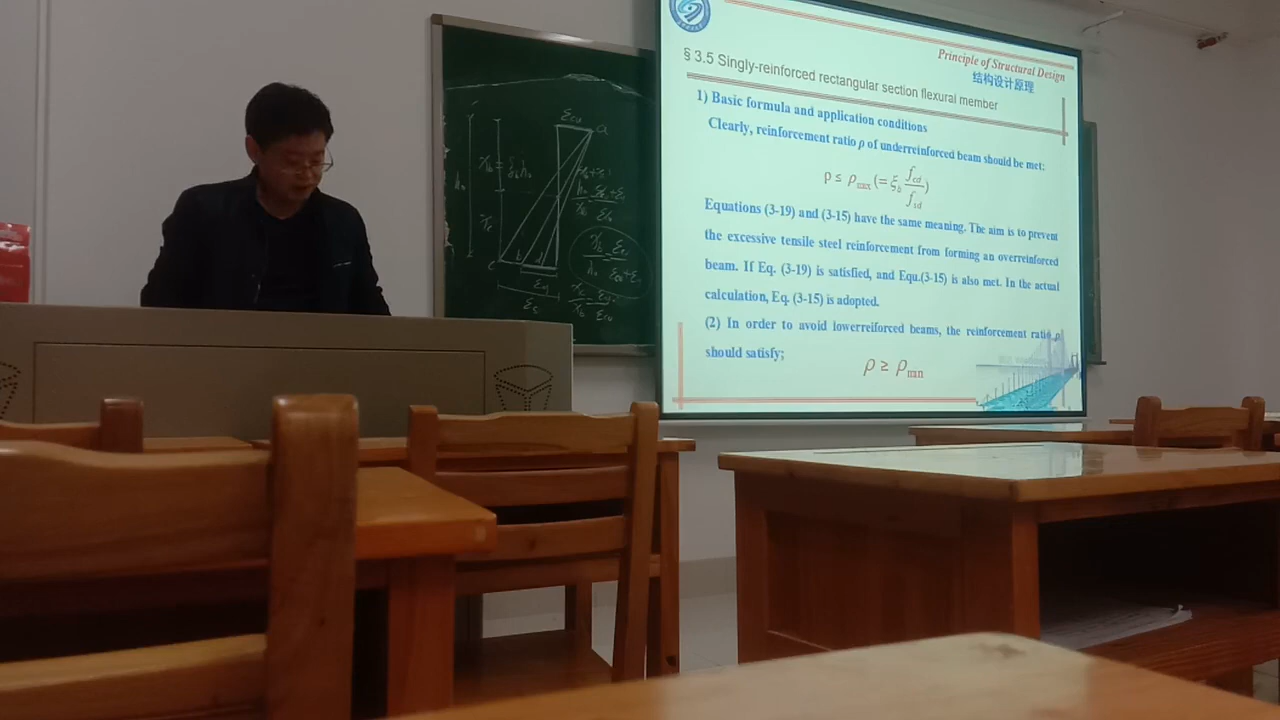 Principle of Structural Design
结构设计原理
§ 3.5 Singly-reinforced rectangular section flexural member
1) Basic formula and application conditions
Clearly, reinforcement ratio ρ of underreinforced beam should be met:
ρ ≤ ρmax (= ξb fcd/fsd)
Equations (3-19) and (3-15) have the same meaning. The aim is to prevent
the excessive tensile steel reinforcement from forming an overreinforced
beam. If Eq. (3-19) is satisfied, and Equ.(3-15) is also met. In the actual
calculation, Eq. (3-15) is adopted.
(2) In order to avoid lowerreiforced beams, the reinforcement ratio ρ
should satisfy;
ρ ≥ ρmin
εcu
a
h₀
c
b
d
εy
εs